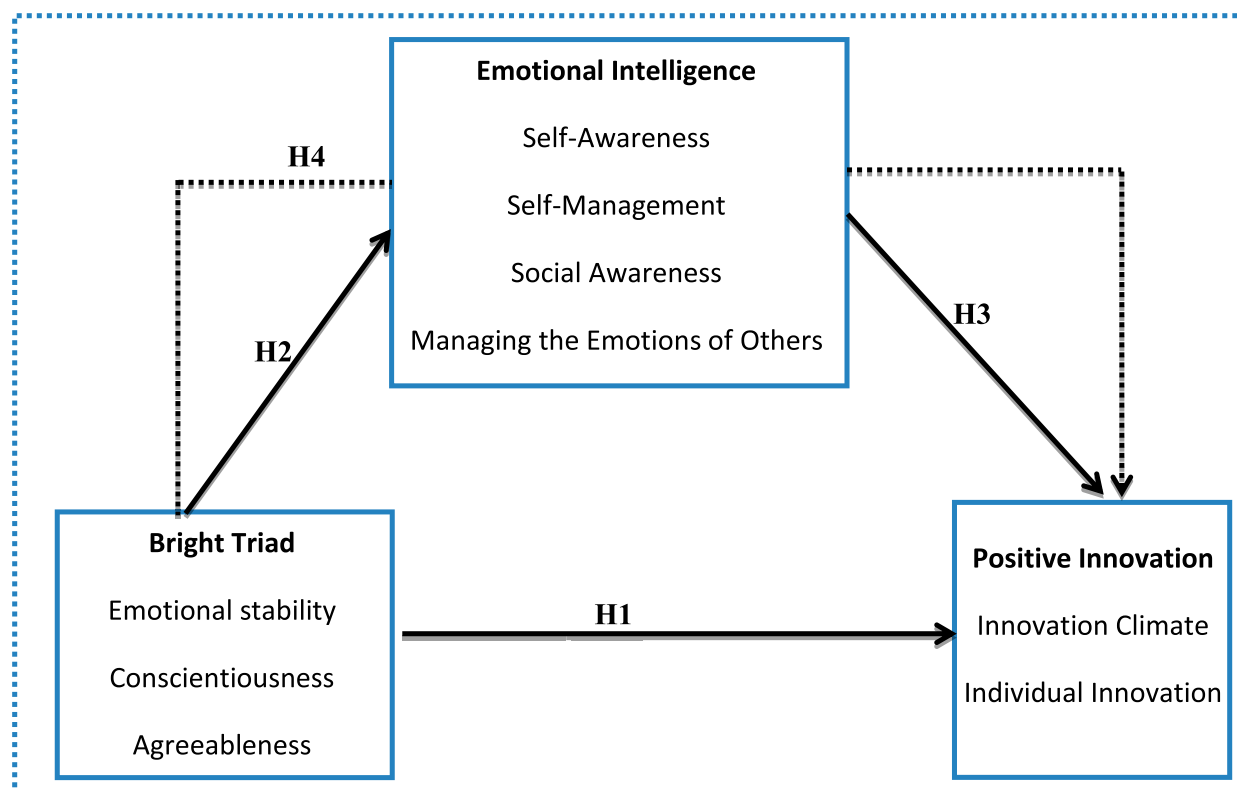 Emotional Intelligence
Self-Awareness
Self-Management
Social Awareness
Managing the Emotions of Others
H4
H2
H3
Bright Triad
Emotional stability
Conscientiousness
Agreeableness
H1
Positive Innovation
Innovation Climate
Individual Innovation